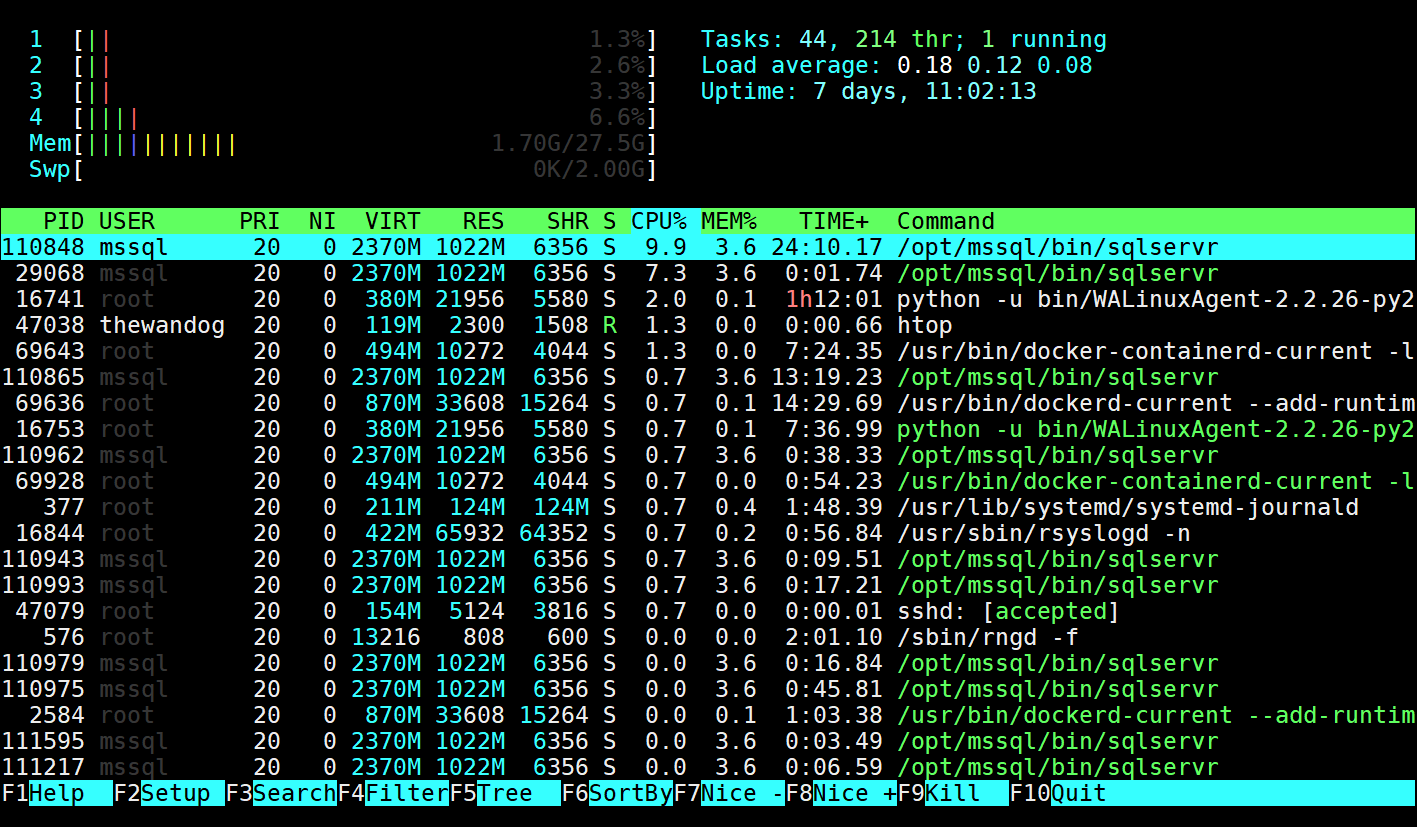 1 [|| 1.3%] Tasks: 44, 214 thr; 1 running
2 [|| 2.6%] Load average: 0.18 0.12 0.08
3 [|| 3.3%] Uptime: 7 days, 11:02:13
4 [|||| 6.6%]
Mem[||||||||||| 1.70G/27.5G]
Swp[ 0K/2.00G]
PID USER PRI NI VIRT RES SHR S CPU% MEM% TIME+ Command
110848 mssql 20 0 2370M 1022M 6356 S 9.9 3.6 24:10.17 /opt/mssql/bin/sqlservr
29068 mssql 20 0 2370M 1022M 6356 S 7.3 3.6 0:01.74 /opt/mssql/bin/sqlservr
16741 root 20 0 380M 21956 5580 S 2.0 0.1 1h12:01 python -u bin/WALinuxAgent-2.2.26-py2
47038 thewandog 20 0 119M 2300 1508 R 1.3 0.0 0:00.66 htop
69643 root 20 0 494M 10272 4044 S 1.3 0.0 7:24.35 /usr/bin/docker-containerd-current -l
110865 mssql 20 0 2370M 1022M 6356 S 0.7 3.6 13:19.23 /opt/mssql/bin/sqlservr
69636 root 20 0 870M 33608 15264 S 0.7 0.1 14:29.69 /usr/bin/dockerd-current --add-runtim
16753 root 20 0 380M 21956 5580 S 0.7 0.1 7:36.99 python -u bin/WALinuxAgent-2.2.26-py2
110962 mssql 20 0 2370M 1022M 6356 S 0.7 3.6 0:38.33 /opt/mssql/bin/sqlservr
69928 root 20 0 494M 10272 4044 S 0.7 0.0 0:54.23 /usr/bin/docker-containerd-current -l
377 root 20 0 211M 124M 124M S 0.7 0.4 1:48.39 /usr/lib/systemd/systemd-journald
16844 root 20 0 422M 65932 64352 S 0.7 0.2 0:56.84 /usr/sbin/rsyslogd -n
110943 mssql 20 0 2370M 1022M 6356 S 0.7 3.6 0:09.51 /opt/mssql/bin/sqlservr
110993 mssql 20 0 2370M 1022M 6356 S 0.7 3.6 0:17.21 /opt/mssql/bin/sqlservr
47079 root 20 0 154M 5124 3816 S 0.7 0.0 0:00.01 sshd: [accepted]
576 root 20 0 13216 808 600 S 0.0 0.0 2:01.10 /sbin/rngd -f
110979 mssql 20 0 2370M 1022M 6356 S 0.0 3.6 0:16.84 /opt/mssql/bin/sqlservr
110975 mssql 20 0 2370M 1022M 6356 S 0.0 3.6 0:45.81 /opt/mssql/bin/sqlservr
2584 root 20 0 870M 33608 15264 S 0.0 0.1 1:03.38 /usr/bin/dockerd-current --add-runtim
111595 mssql 20 0 2370M 1022M 6356 S 0.0 3.6 0:03.49 /opt/mssql/bin/sqlservr
111217 mssql 20 0 2370M 1022M 6356 S 0.0 3.6 0:06.59 /opt/mssql/bin/sqlservr
F1Help F2Setup F3SearchF4FilterF5Tree F6SortByF7Nice -F8Nice +F9Kill F10Quit